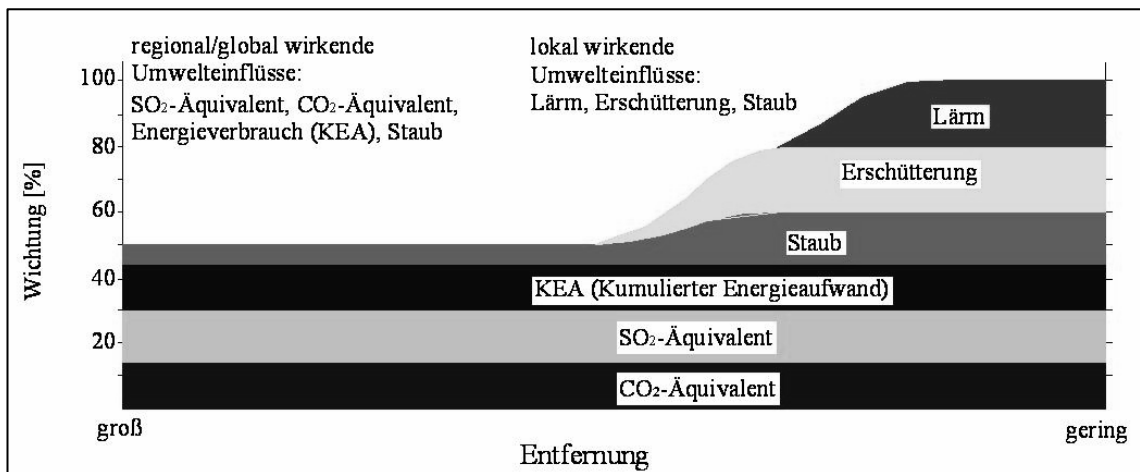 regional/global wirkende
Umwelteinflüsse:
SO₂-Äquivalent, CO₂-Äquivalent,
Energieverbrauch (KEA), Staub
lokal wirkende
Umwelteinflüsse:
Lärm, Erschütterung, Staub
Wichtung [%]
100
80
60
40
20
Lärm
Erschütterung
Staub
KEA (Kumulierter Energieaufwand)
SO₂-Äquivalent
CO₂-Äquivalent
groß
gering
Entfernung